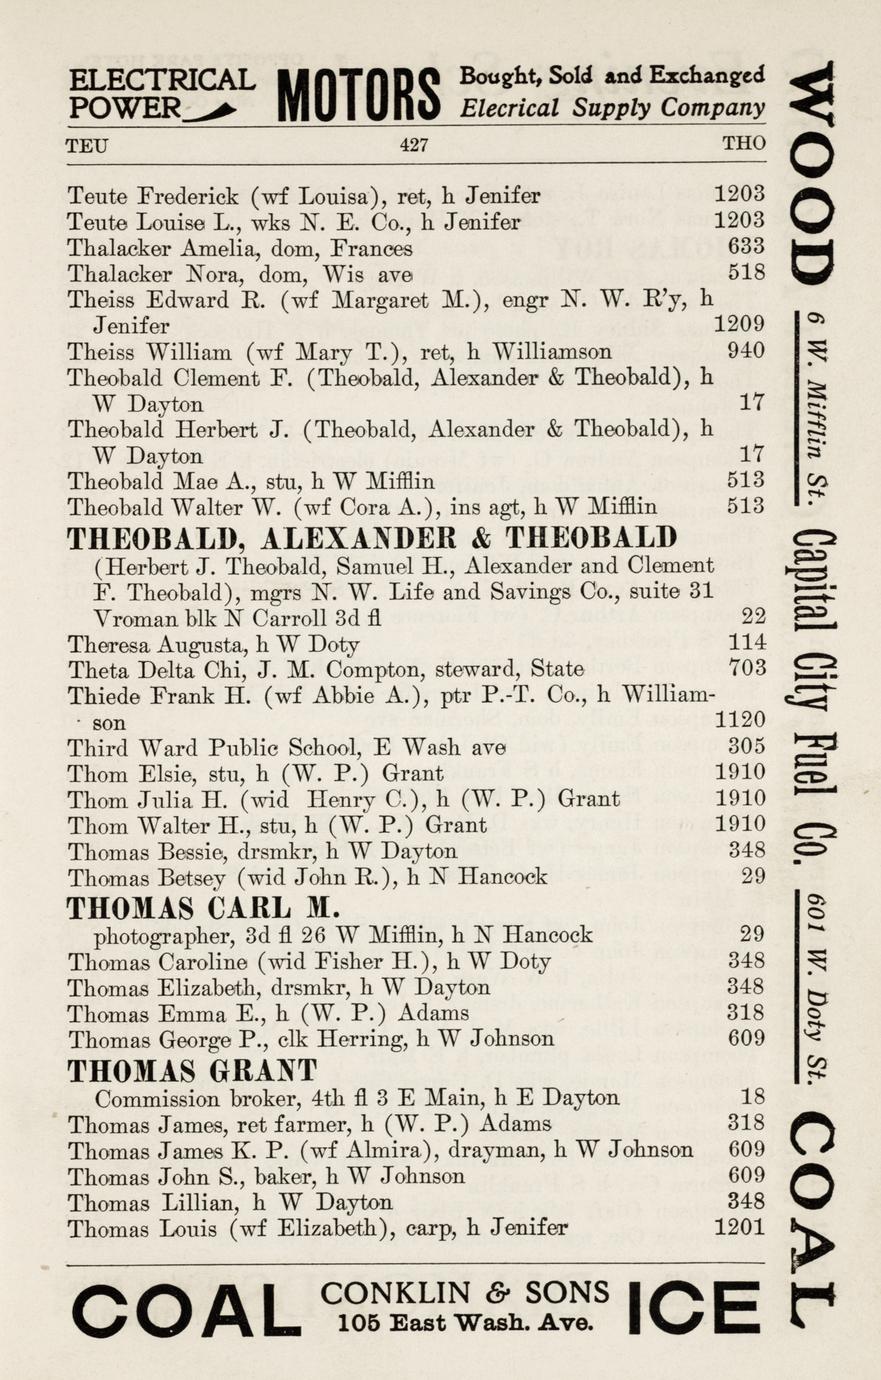 ELECTRICAL POWER MOTORS Bought, Sold and Exchanged
Elecrical Supply Company
TEU 427 THO
Teute Frederick (wf Louisa), ret, h Jenifer 1203
Teute Louise L., wks N. E. Co., h Jenifer 1203
Thalacker Amelia, dom, Frances 633
Thalacker Nora, dom, Wis ave 518
Theiss Edward R. (wf Margaret M.), engr N. W. R'y, h
Jenifer 1209
Theiss William (wf Mary T.), ret, h Williamson 940
Theobald Clement F. (Theobald, Alexander & Theobald), h
W Dayton 17
Theobald Herbert J. (Theobald, Alexander & Theobald), h
W Dayton 17
Theobald Mae A., stu, h W Mifflin 513
Theobald Walter W. (wf Cora A.), ins agt, h W Mifflin 513
THEOBALD, ALEXANDER & THEOBALD
(Herbert J. Theobald, Samuel H., Alexander and Clement
F. Theobald), mgrs N. W. Life and Savings Co., suite 31
Vroman blk N Carroll 3d fl 22
Theresa Augusta, h W Doty 114
Theta Delta Chi, J. M. Compton, steward, State 703
Thiede Frank H. (wf Abbie A.), ptr P.-T. Co., h William-
son 1120
Third Ward Public School, E Wash ave 305
Thom Elsie, stu, h (W. P.) Grant 1910
Thom Julia H. (wid Henry C.), h (W. P.) Grant 1910
Thom Walter H., stu, h (W. P.) Grant 1910
Thomas Bessie, drsmkr, h W Dayton 348
Thomas Betsey (wid John R.), h N Hancock 29
THOMAS CARL M.
photographer, 3d fl 26 W Mifflin, h N Hancock 29
Thomas Caroline (wid Fisher H.), h W Doty 348
Thomas Elizabeth, drsmkr, h W Dayton 348
Thomas Emma E., h (W. P.) Adams 318
Thomas George P., clk Herring, h W Johnson 609
THOMAS GRANT
Commission broker, 4th fl 3 E Main, h E Dayton 18
Thomas James, ret farmer, h (W. P.) Adams 318
Thomas James K. P. (wf Almira), drayman, h W Johnson 609
Thomas John S., baker, h W Johnson 609
Thomas Lillian, h W Dayton 348
Thomas Louis (wf Elizabeth), carp, h Jenifer 1201
COAL CONKLIN & SONS ICE
105 East Wash. Ave.
WOOD 6 W. Mifflin St. Capital City Fuel Co. 601 W. Doty St. COAL